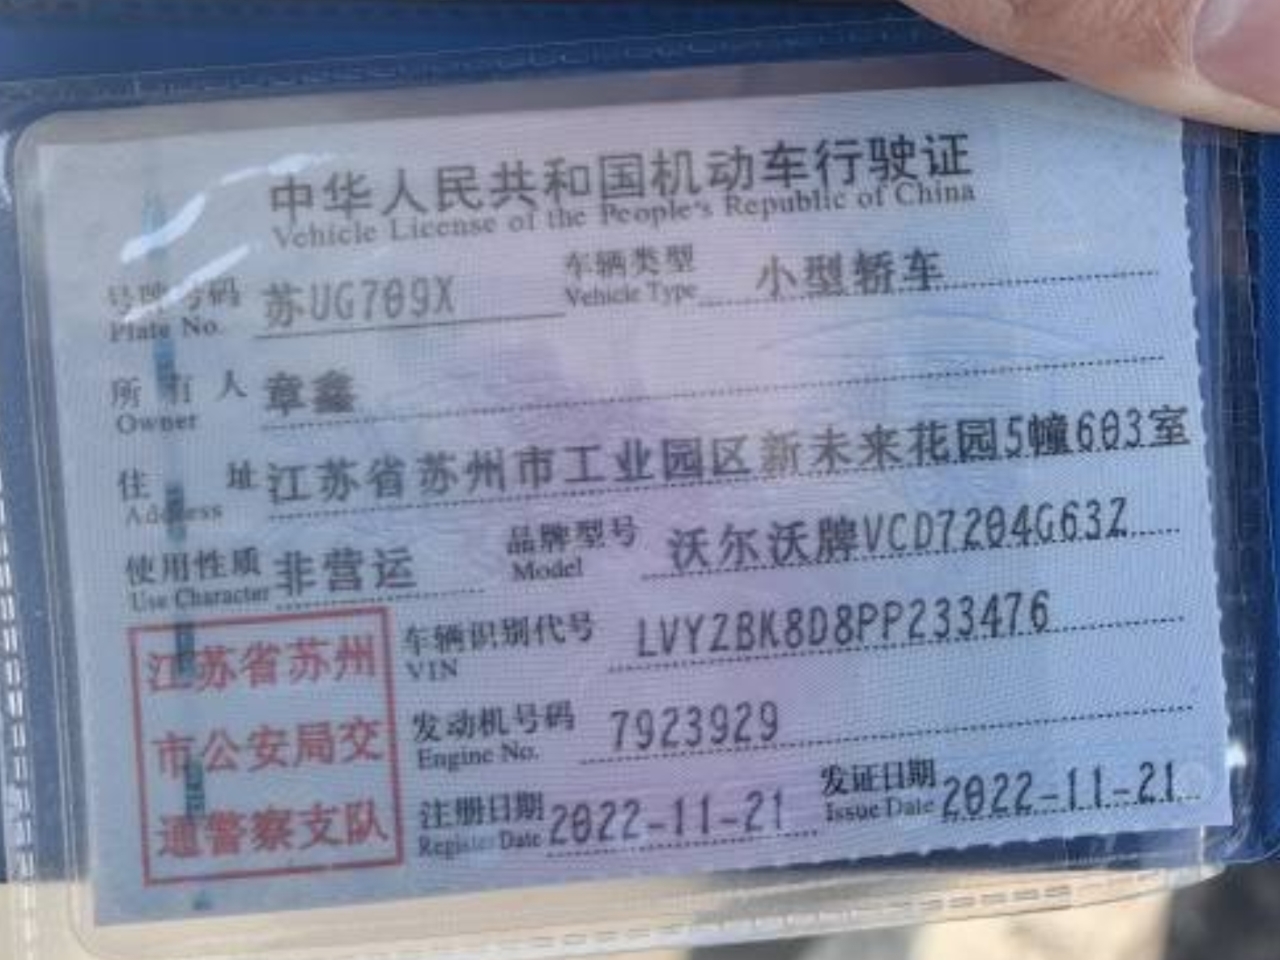 中华人民共和国机动车行驶证
Vehicle License of the People's Republic of China
号牌号码 苏UG709X 车辆类型 小型轿车
Plate No. Vehicle Type
所有人 章鑫
Owner
住址 江苏省苏州市工业园区新未来花园5幢603室
Address
使用性质 非营运 品牌型号 沃尔沃牌VCD7204G63Z
Use Character Model
江苏省苏州
市公安局交
通警察支队
车辆识别代号 LVYZBK8D8PP233476
VIN
发动机号码 7923929
Engine No.
注册日期 2022-11-21 发证日期 2022-11-21
Register Date Issue Date